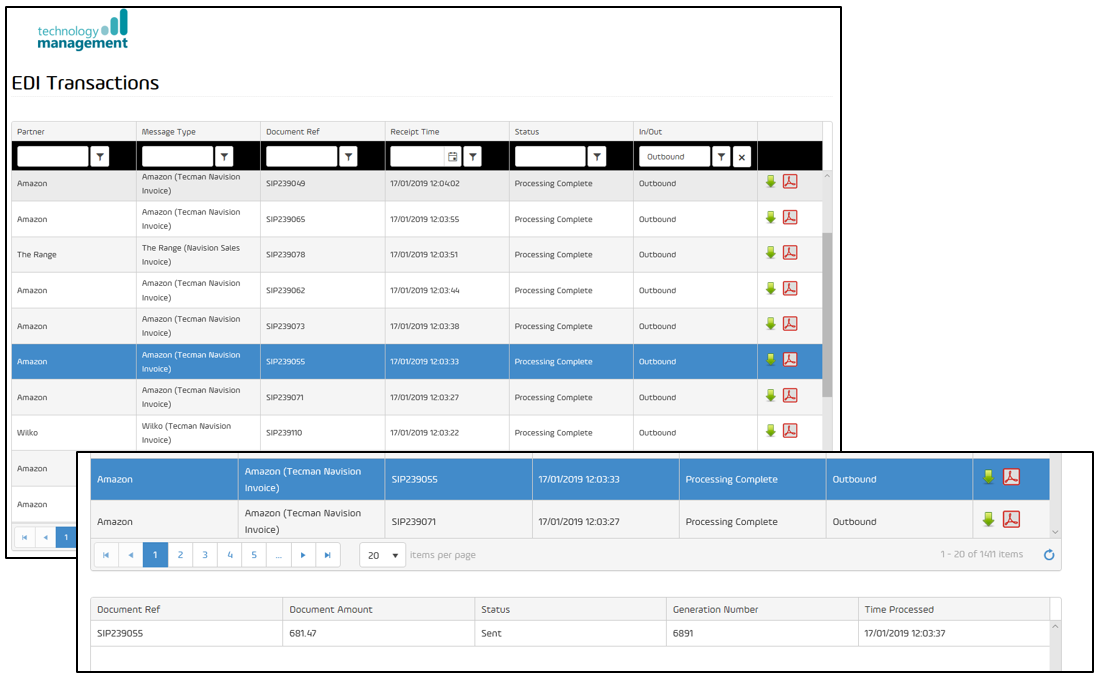 technology
management
EDI Transactions
Partner Message Type Document Ref Receipt Time Status In/Out
Outbound
Amazon Amazon (Tecman Navision Invoice) SIP239049 17/01/2019 12:04:02 Processing Complete Outbound
Amazon Amazon (Tecman Navision Invoice) SIP239065 17/01/2019 12:03:55 Processing Complete Outbound
The Range The Range (Navision Sales Invoice) SIP239078 17/01/2019 12:03:51 Processing Complete Outbound
Amazon Amazon (Tecman Navision Invoice) SIP239062 17/01/2019 12:03:44 Processing Complete Outbound
Amazon Amazon (Tecman Navision Invoice) SIP239073 17/01/2019 12:03:38 Processing Complete Outbound
Amazon Amazon (Tecman Navision Invoice) SIP239055 17/01/2019 12:03:33 Processing Complete Outbound
Amazon Amazon (Tecman Navision Invoice) SIP239071 17/01/2019 12:03:27 Processing Complete Outbound
Wilko Wilko (Tecman Navision Invoice) SIP239110 17/01/2019 12:03:22 Processing Complete Outbound
Amazon
Amazon
1
Amazon Amazon (Tecman Navision Invoice) SIP239055 17/01/2019 12:03:33 Processing Complete Outbound
Amazon Amazon (Tecman Navision Invoice) SIP239071 17/01/2019 12:03:27 Processing Complete Outbound
1 2 3 4 5 ... 20 items per page 1 - 20 of 1411 items
Document Ref Document Amount Status Generation Number Time Processed
SIP239055 681.47 Sent 6891 17/01/2019 12:03:37